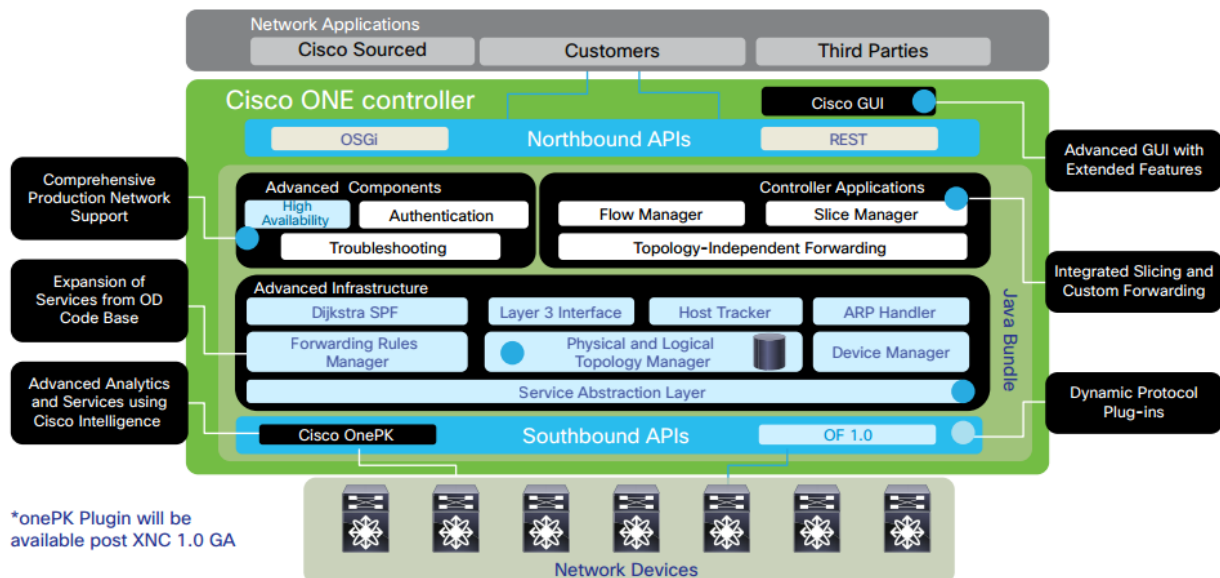 Network Applications
Cisco Sourced
Customers
Third Parties
Cisco ONE controller
Cisco GUI
OSGi
Northbound APIs
REST
Advanced GUI with
Extended Features
Comprehensive
Production Network
Support
Advanced Components
High
Availability
Authentication
Troubleshooting
Controller Applications
Flow Manager
Slice Manager
Topology-Independent Forwarding
Integrated Slicing and
Custom Forwarding
Expansion of
Services from OD
Code Base
Advanced Infrastructure
Dijkstra SPF
Layer 3 Interface
Host Tracker
ARP Handler
Forwarding Rules
Manager
Physical and Logical
Topology Manager
Device Manager
Service Abstraction Layer
Java Bundle
Advanced Analytics
and Services using
Cisco Intelligence
Cisco OnePK
Southbound APIs
OF 1.0
Dynamic Protocol
Plug-ins
*onePK Plugin will be
available post XNC 1.0 GA
Network Devices